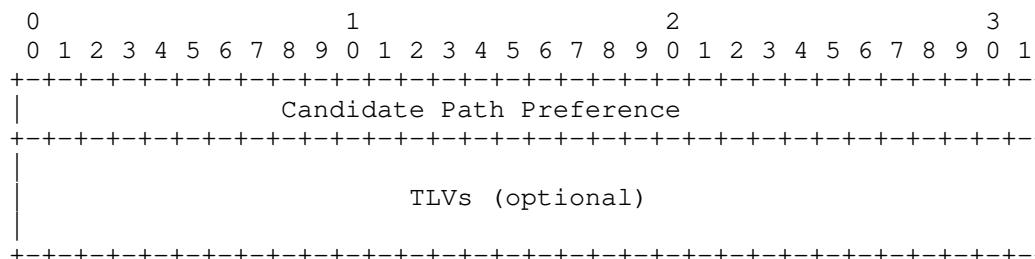 0                   1                   2                   3
 0 1 2 3 4 5 6 7 8 9 0 1 2 3 4 5 6 7 8 9 0 1 2 3 4 5 6 7 8 9 0 1
+-+-+-+-+-+-+-+-+-+-+-+-+-+-+-+-+-+-+-+-+-+-+-+-+-+-+-+-+-+-+-+-
|                Candidate Path Preference
+-+-+-+-+-+-+-+-+-+-+-+-+-+-+-+-+-+-+-+-+-+-+-+-+-+-+-+-+-+-+-+-
|
|                        TLVs (optional)
|
+-+-+-+-+-+-+-+-+-+-+-+-+-+-+-+-+-+-+-+-+-+-+-+-+-+-+-+-+-+-+-+-